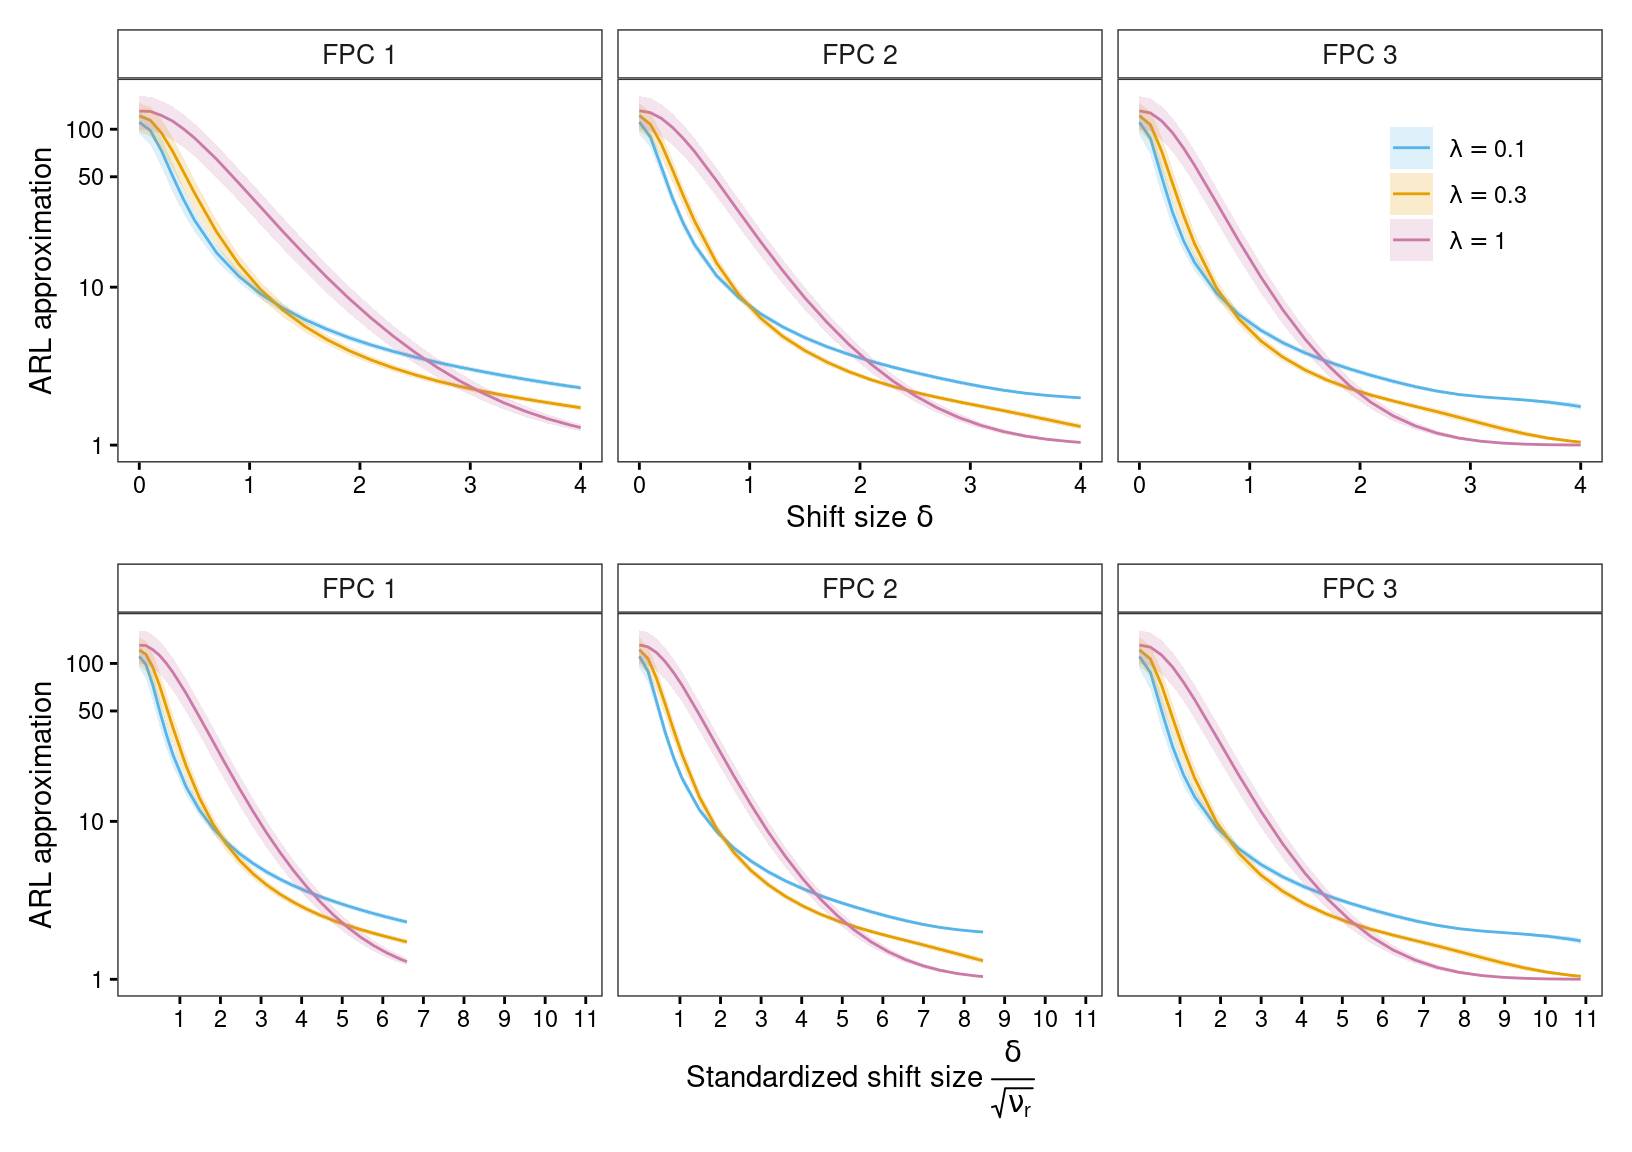 FPC 1 FPC 2 FPC 3
ARL approximation
100
50
10
1
λ = 0.1
λ = 0.3
λ = 1
0 1 2 3 4 0 1 2 3 4 0 1 2 3 4
Shift size δ
FPC 1 FPC 2 FPC 3
ARL approximation
100
50
10
1
1 2 3 4 5 6 7 8 9 10 11 1 2 3 4 5 6 7 8 9 10 11 1 2 3 4 5 6 7 8 9 10 11
Standardized shift size δ/√νr